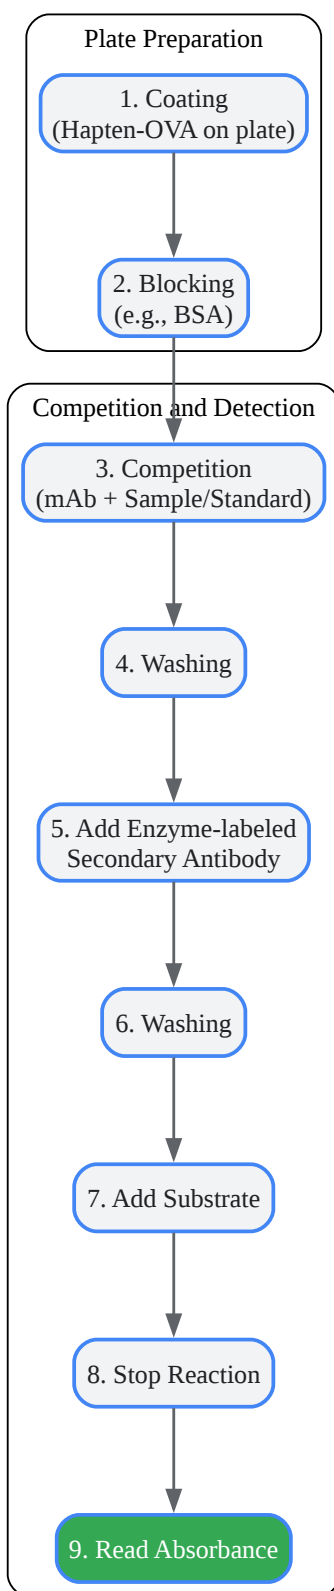 Plate Preparation
1. Coating
(Hapten-OVA on plate)
2. Blocking
(e.g., BSA)
Competition and Detection
3. Competition
(mAb + Sample/Standard)
4. Washing
5. Add Enzyme-labeled
Secondary Antibody
6. Washing
7. Add Substrate
8. Stop Reaction
9. Read Absorbance